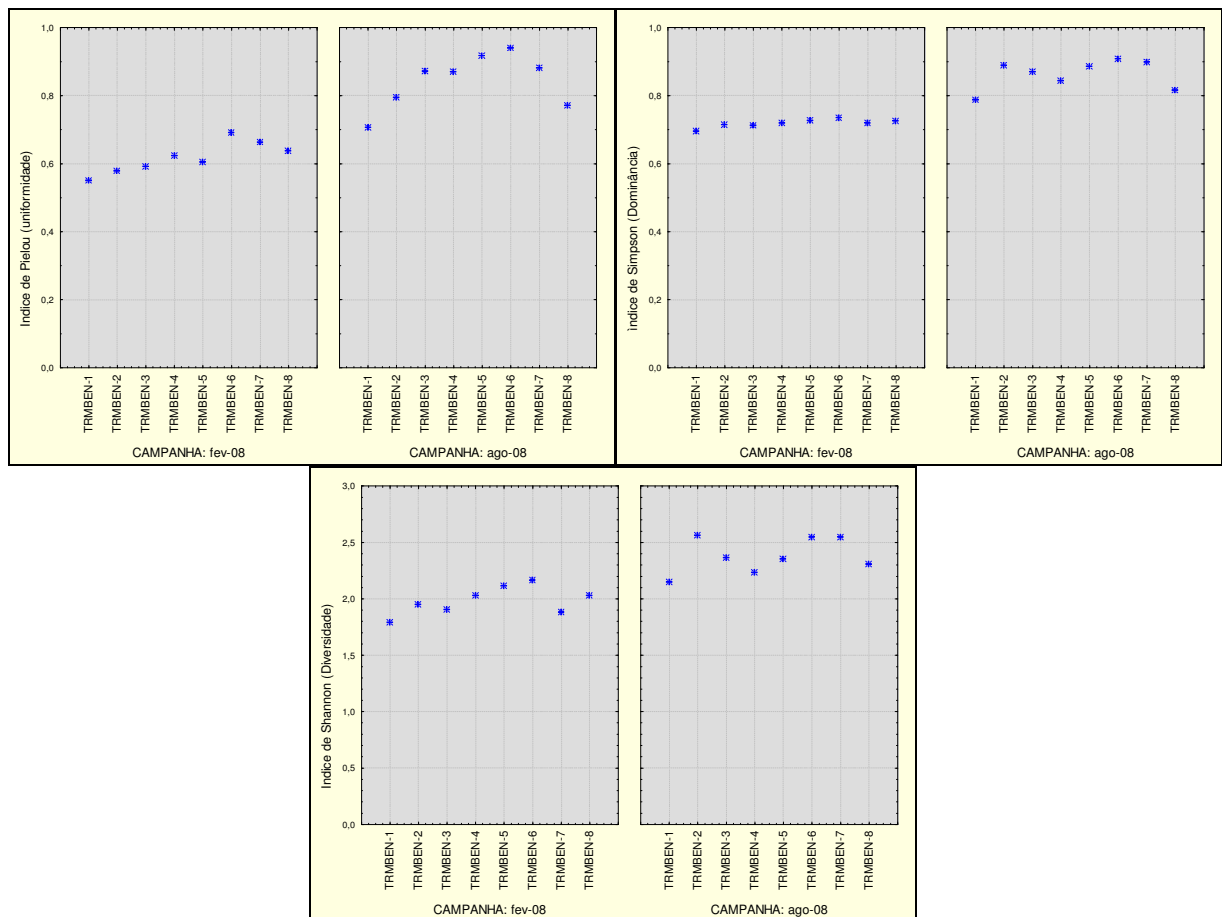 Indice de Pielou (uniformidade)
1,0
0,8
0,6
0,4
0,2
0,0
TRMBEN-1
TRMBEN-2
TRMBEN-3
TRMBEN-4
TRMBEN-5
TRMBEN-6
TRMBEN-7
TRMBEN-8
CAMPANHA: fev-08
TRMBEN-1
TRMBEN-2
TRMBEN-3
TRMBEN-4
TRMBEN-5
TRMBEN-6
TRMBEN-7
TRMBEN-8
CAMPANHA: ago-08
ìndice de Simpson (Dominância)
1,0
0,8
0,6
0,4
0,2
0,0
TRMBEN-1
TRMBEN-2
TRMBEN-3
TRMBEN-4
TRMBEN-5
TRMBEN-6
TRMBEN-7
TRMBEN-8
CAMPANHA: fev-08
TRMBEN-1
TRMBEN-2
TRMBEN-3
TRMBEN-4
TRMBEN-5
TRMBEN-6
TRMBEN-7
TRMBEN-8
CAMPANHA: ago-08
Indice de Shannon (Diversidade)
3,0
2,5
2,0
1,5
1,0
0,5
0,0
TRMBEN-1
TRMBEN-2
TRMBEN-3
TRMBEN-4
TRMBEN-5
TRMBEN-6
TRMBEN-7
TRMBEN-8
CAMPANHA: fev-08
TRMBEN-1
TRMBEN-2
TRMBEN-3
TRMBEN-4
TRMBEN-5
TRMBEN-6
TRMBEN-7
TRMBEN-8
CAMPANHA: ago-08